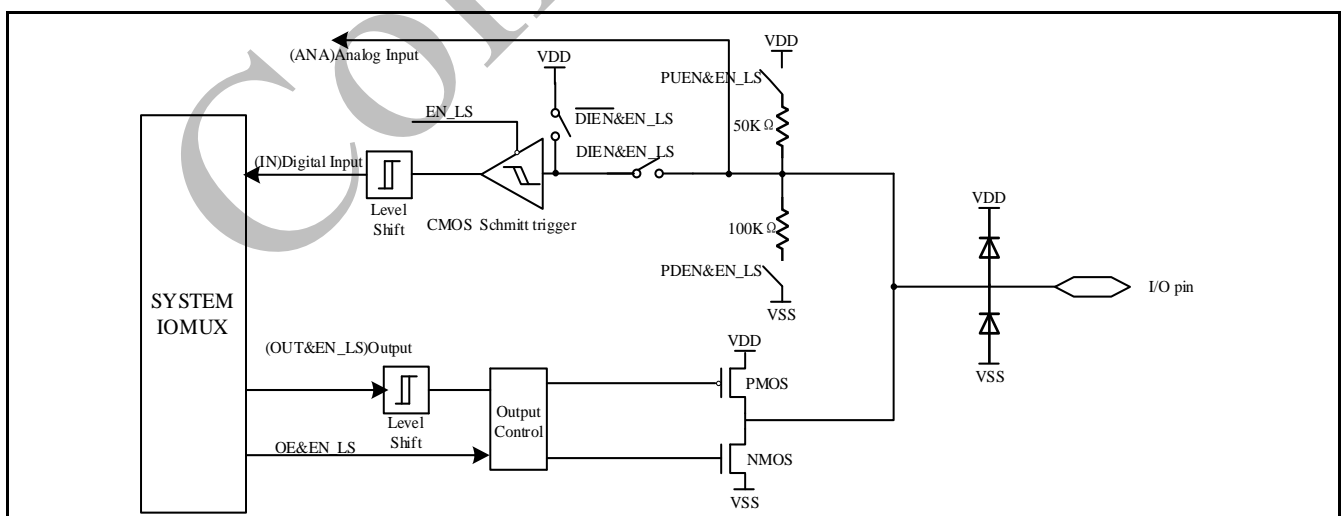 (ANA)Analog Input
VDD
VDD
PUEN&EN_LS
EN_LS
DIEN&EN_LS
50KΩ
DIEN&EN_LS
(IN)Digital Input
Level
Shift
CMOS Schmitt trigger
100KΩ
VDD
PDEN&EN_LS
I/O pin
VSS
SYSTEM
IOMUX
(OUT&EN_LS)Output
VDD
PMOS
VSS
Level
Shift
Output
Control
OE&EN_LS
NMOS
VSS